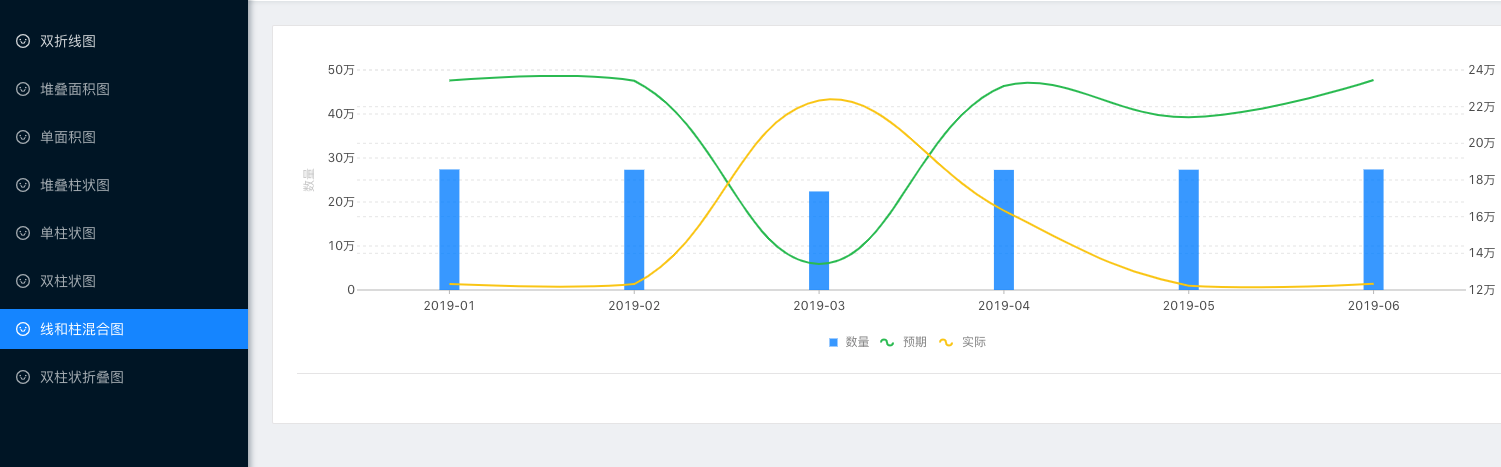 双折线图
堆叠面积图
单面积图
堆叠柱状图
单柱状图
双柱状图
线和柱混合图
双柱状折叠图
50万
40万
30万
20万
10万
0
数量
24万
22万
20万
18万
16万
14万
12万
2019-01 2019-02 2019-03 2019-04 2019-05 2019-06
数量 预期 实际